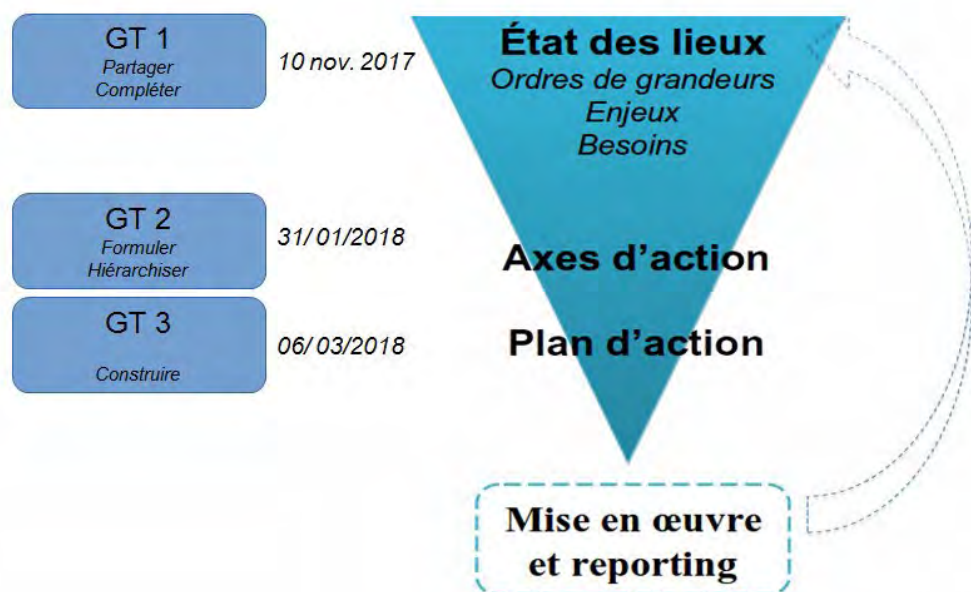 GT 1
Partager
Compléter
10 nov. 2017
État des lieux
Ordres de grandeurs
Enjeux
Besoins
GT 2
Formuler
Hiérarchiser
31/01/2018
Axes d’action
GT 3
Construire
06/03/2018
Plan d’action
Mise en œuvre
et reporting